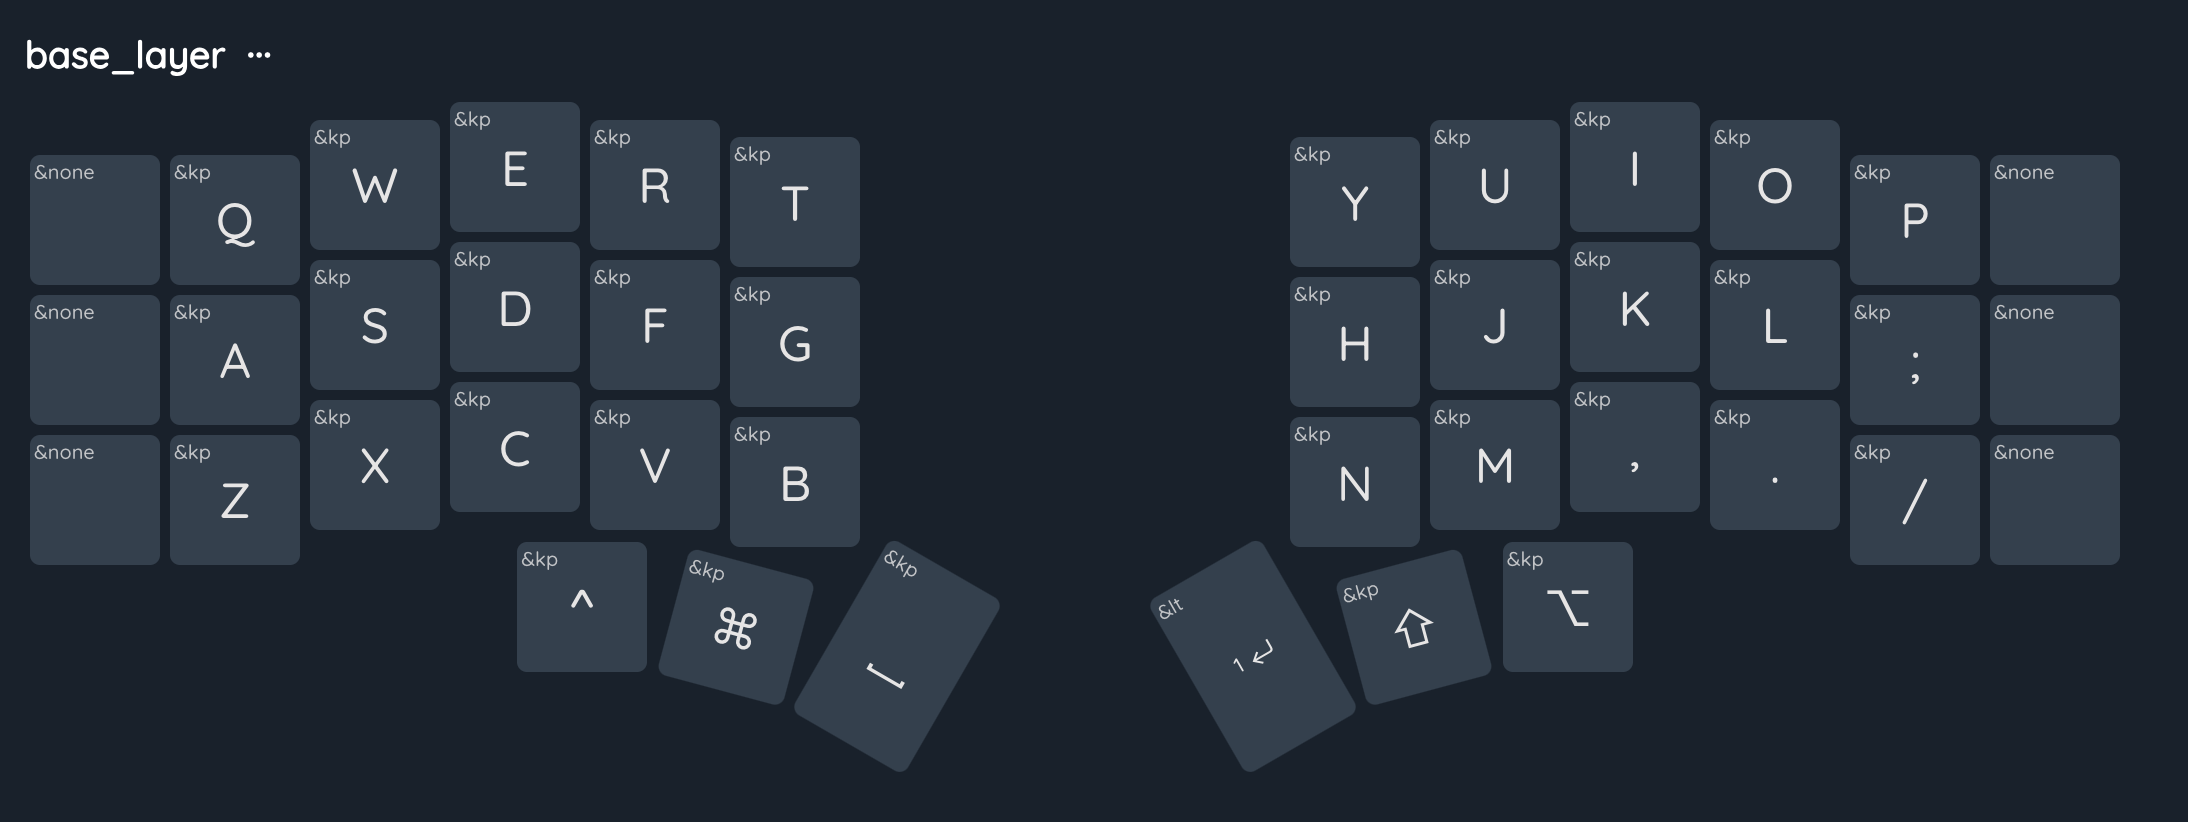 base_layer ···
&none &kp Q &kp W &kp E &kp R &kp T &kp Y &kp U &kp I &kp O &kp P &none
&none &kp A &kp S &kp D &kp F &kp G &kp H &kp J &kp K &kp L &kp ; &none
&none &kp Z &kp X &kp C &kp V &kp B &kp N &kp M &kp , &kp . &kp / &none
&kp ^ &kp ⌘ &kp ⎵ &lt 1 ↵ &kp ⇧ &kp ⌥